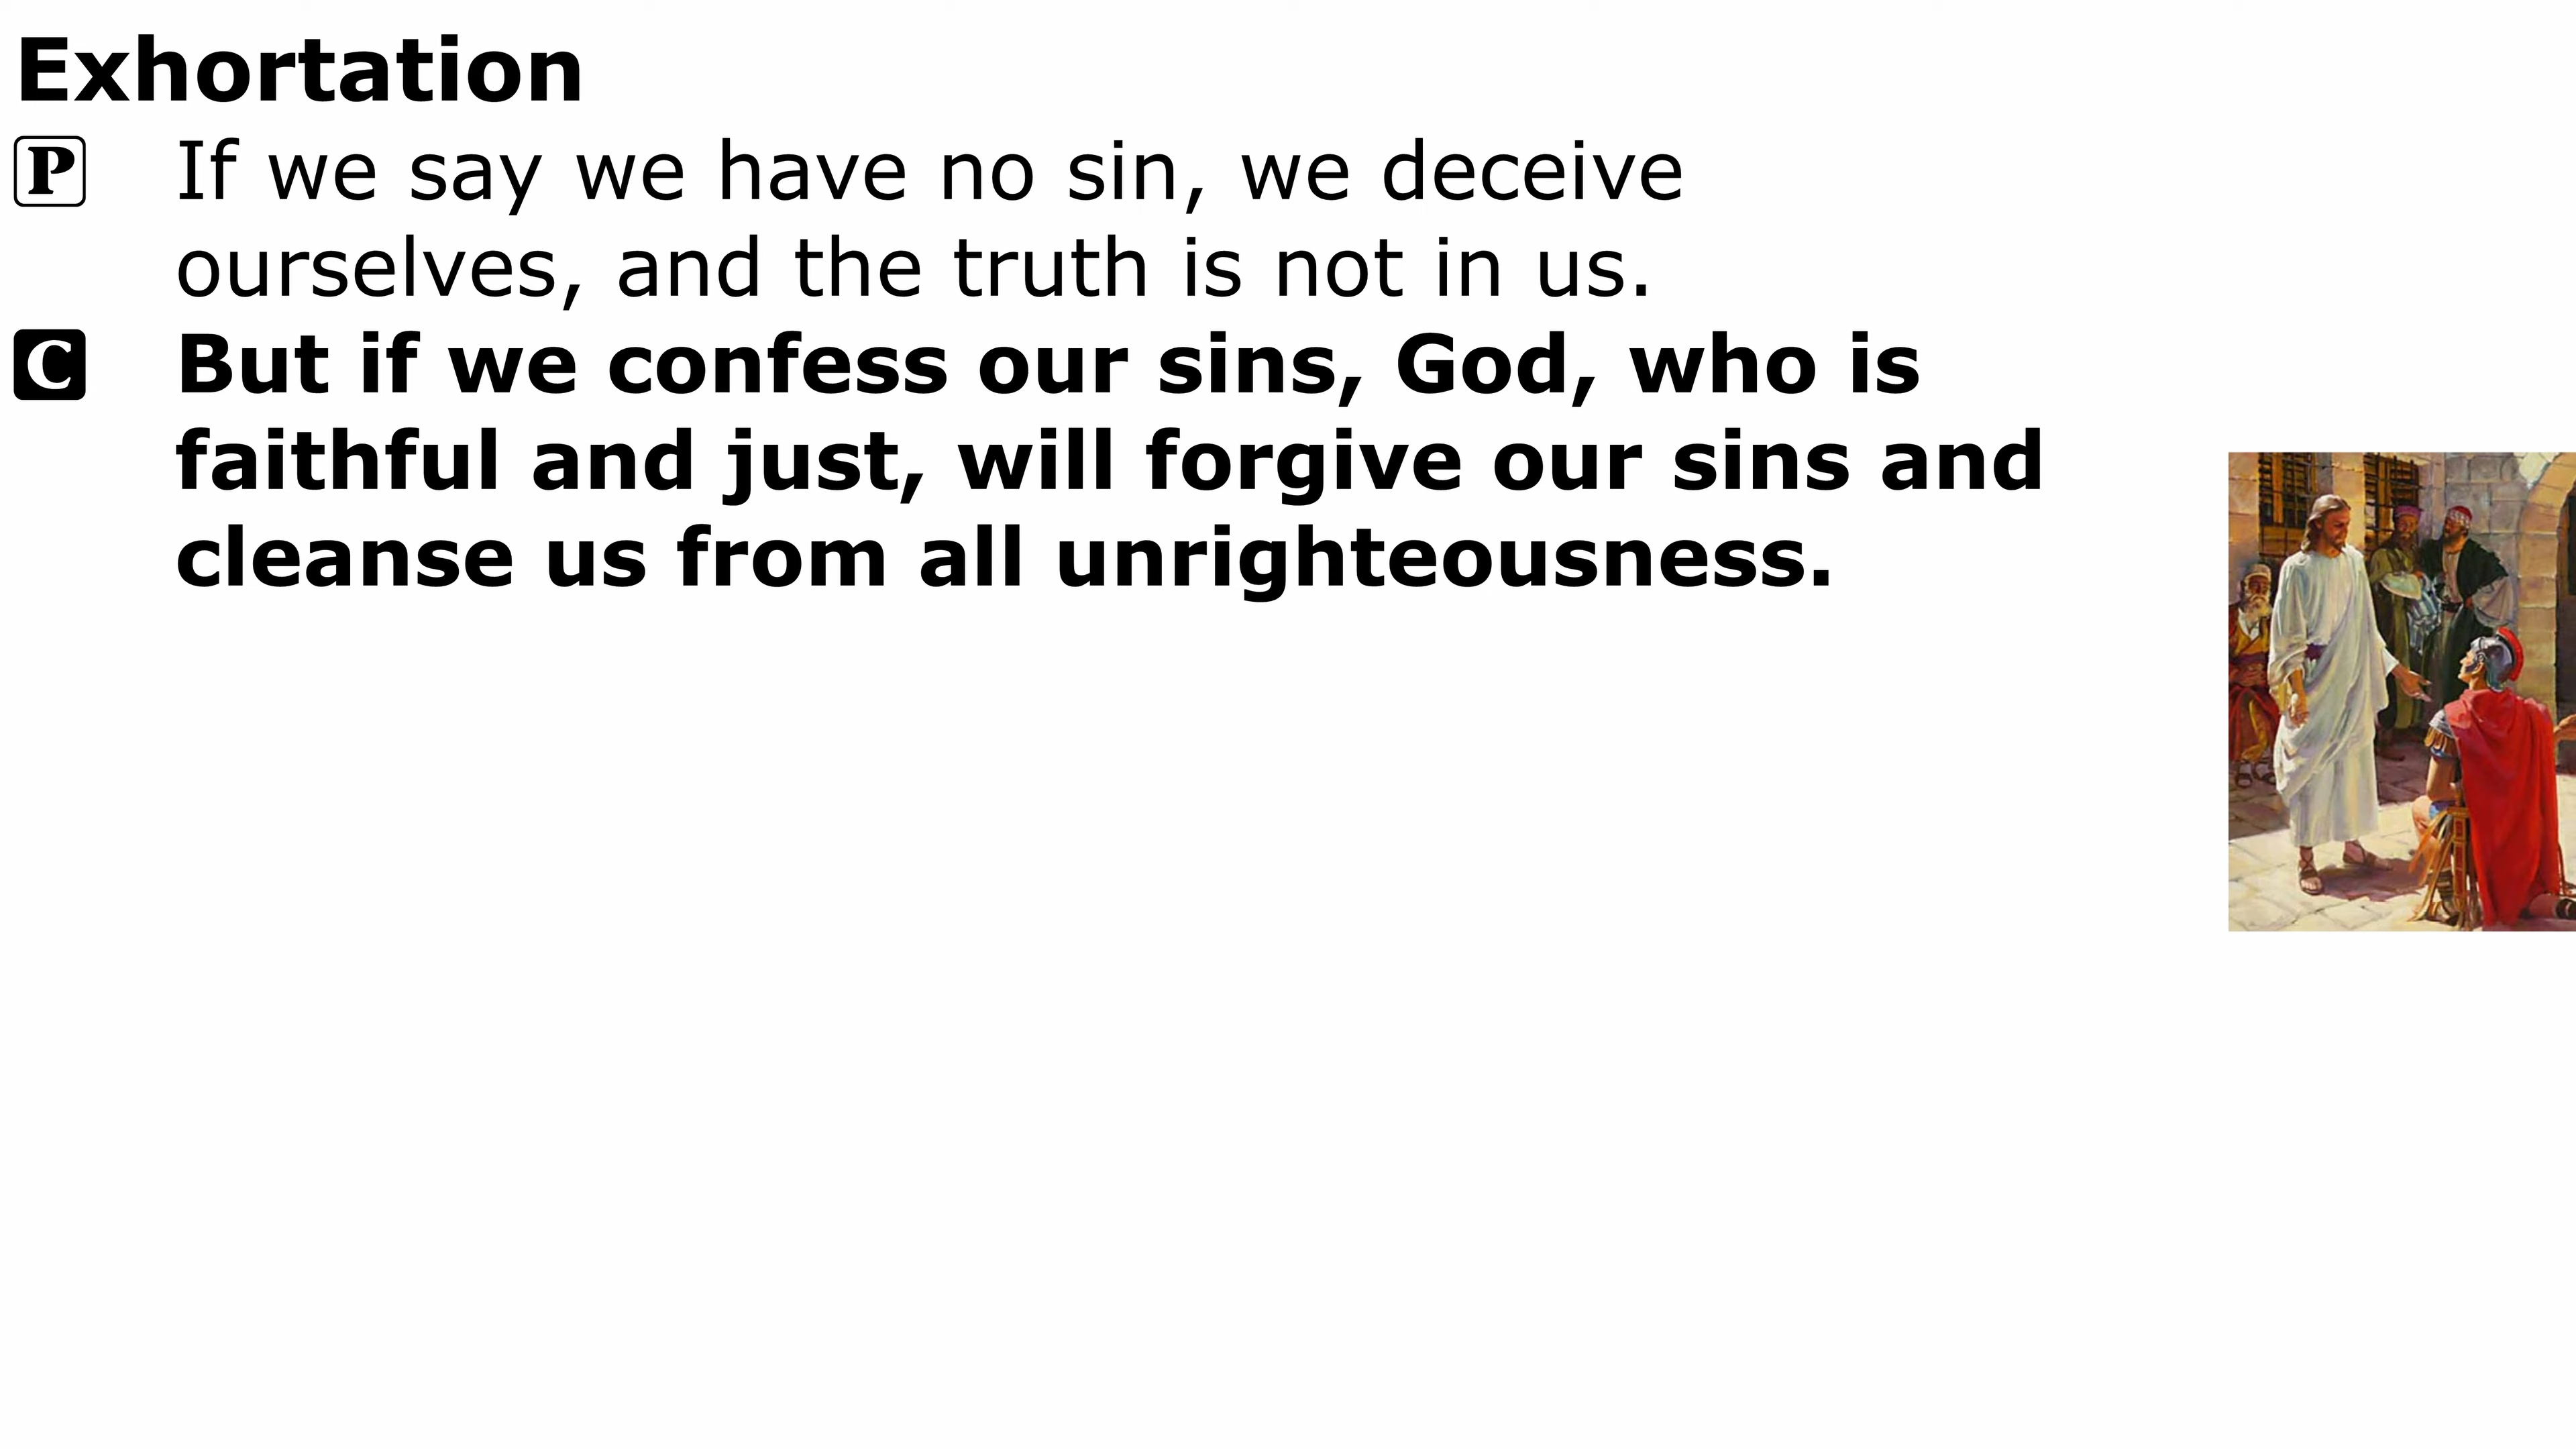 Exhortation
P If we say we have no sin, we deceive
ourselves, and the truth is not in us.
C But if we confess our sins, God, who is
faithful and just, will forgive our sins and
cleanse us from all unrighteousness.